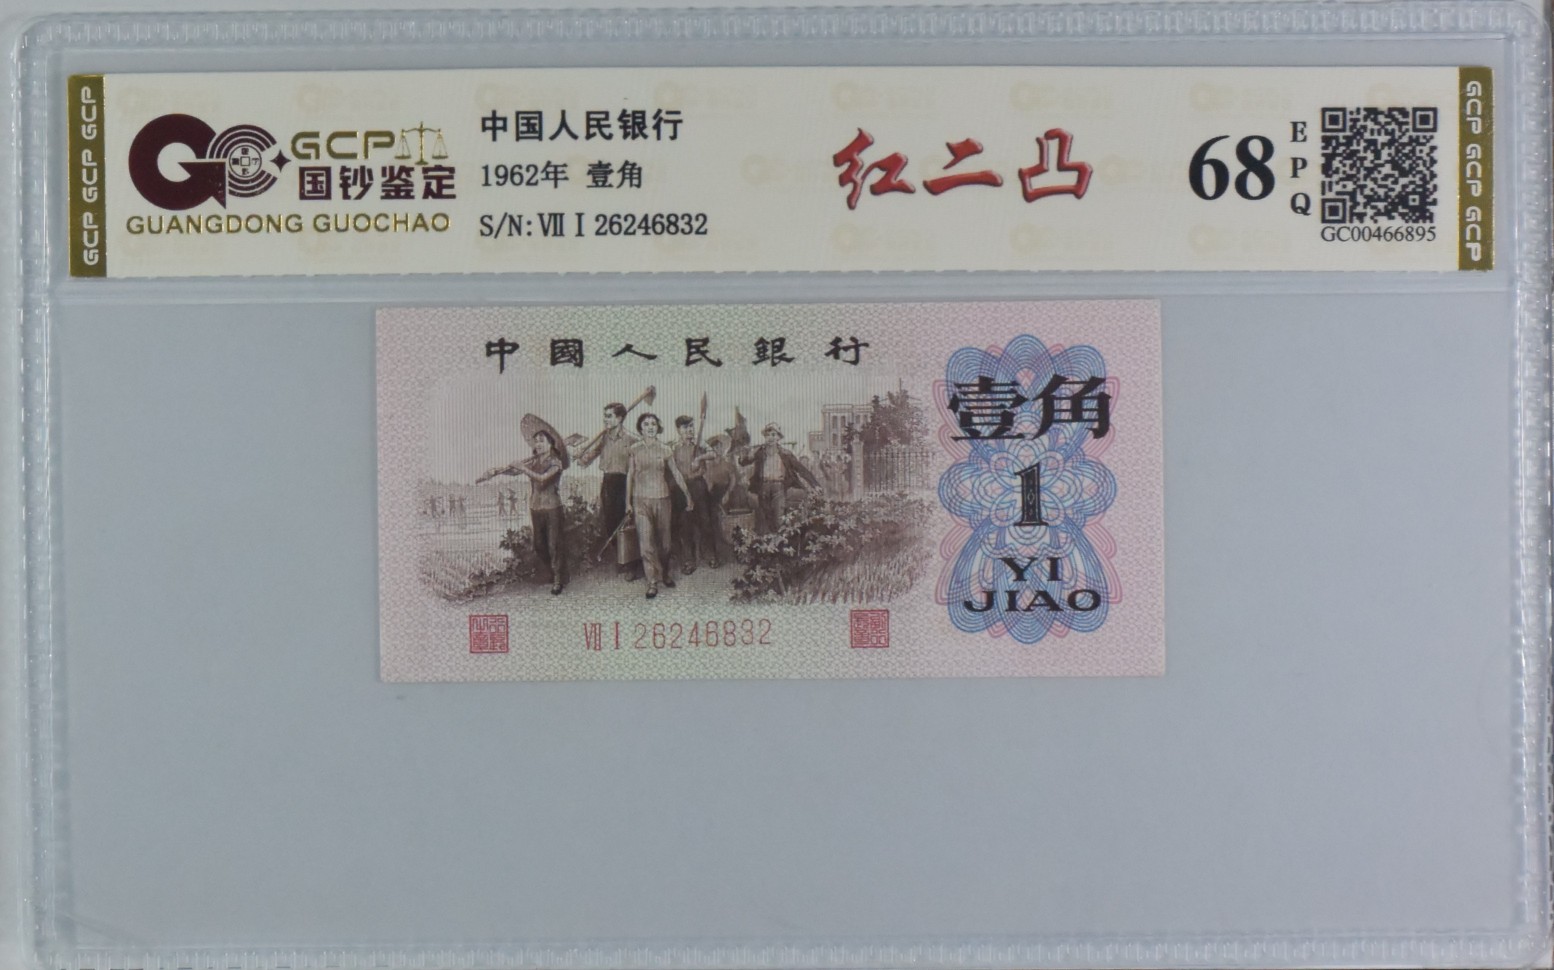 GCP GCP GCP
GCP
国钞鉴定
GUANGDONG GUOCHAO
中国人民银行
1962年 壹角
S/N: Ⅶ Ⅰ 26246832
红二凸
68
EPQ
GC00466895
GCP GCP GCP
中國人民銀行
壹角
1
YI
JIAO
Ⅶ Ⅰ 26246832